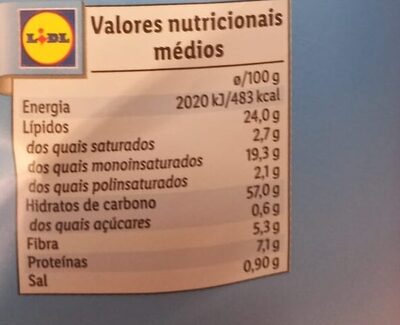 LIDL
Valores nutricionais
médios
ø/100 g
Energia 2020 kJ/483 kcal
Lípidos 24,0 g
dos quais saturados 2,7 g
dos quais monoinsaturados 19,3 g
dos quais polinsaturados 2,1 g
Hidratos de carbono 57,0 g
dos quais açúcares 0,6 g
Fibra 5,3 g
Proteínas 7,1 g
Sal 0,90 g